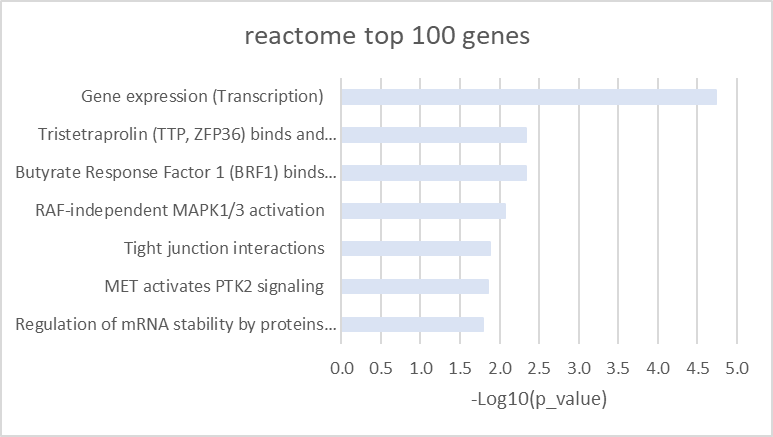 reactome top 100 genes
Gene expression (Transcription)
Tristetraprolin (TTP, ZFP36) binds and...
Butyrate Response Factor 1 (BRF1) binds...
RAF-independent MAPK1/3 activation
Tight junction interactions
MET activates PTK2 signaling
Regulation of mRNA stability by proteins...
0.0 0.5 1.0 1.5 2.0 2.5 3.0 3.5 4.0 4.5 5.0
-Log10(p_value)